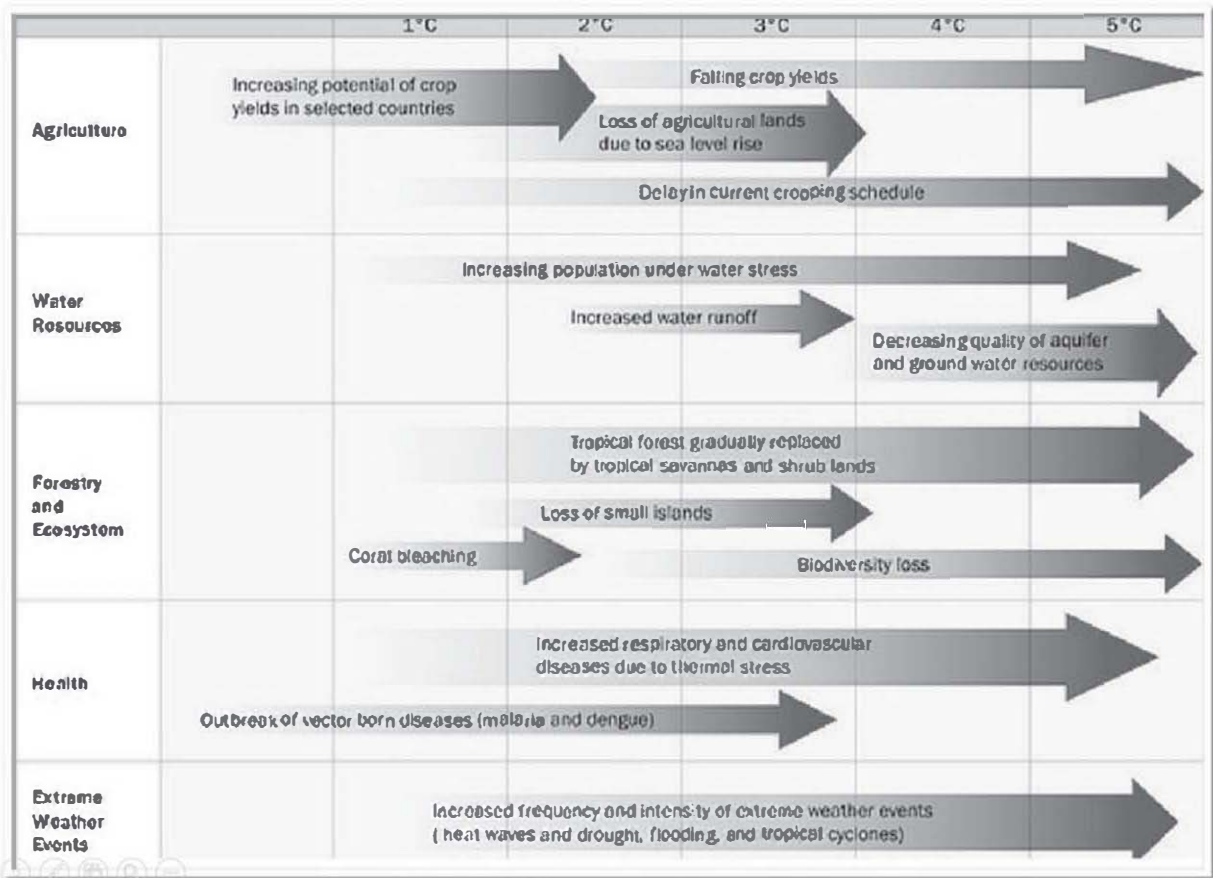 1°C 2°C 3°C 4°C 5°C
Agriculture
Increasing potential of crop
yields in selected countries
Falling crop yields
Loss of agricultural lands
due to sea level rise
Delay in current cropping schedule
Water
Resources
Increasing population under water stress
Increased water runoff
Decreasing quality of aquifer
and ground water resources
Forestry
and
Ecosystem
Tropical forest gradually replaced
by tropical savannas and shrub lands
Loss of small islands
Coral bleaching
Biodiversity loss
Health
Increased respiratory and cardiovascular
diseases due to thermal stress
Outbreak of vector born diseases (malaria and dengue)
Extreme
Weather
Events
Increased frequency and intensity of extreme weather events
( heat waves and drought, flooding, and tropical cyclones)